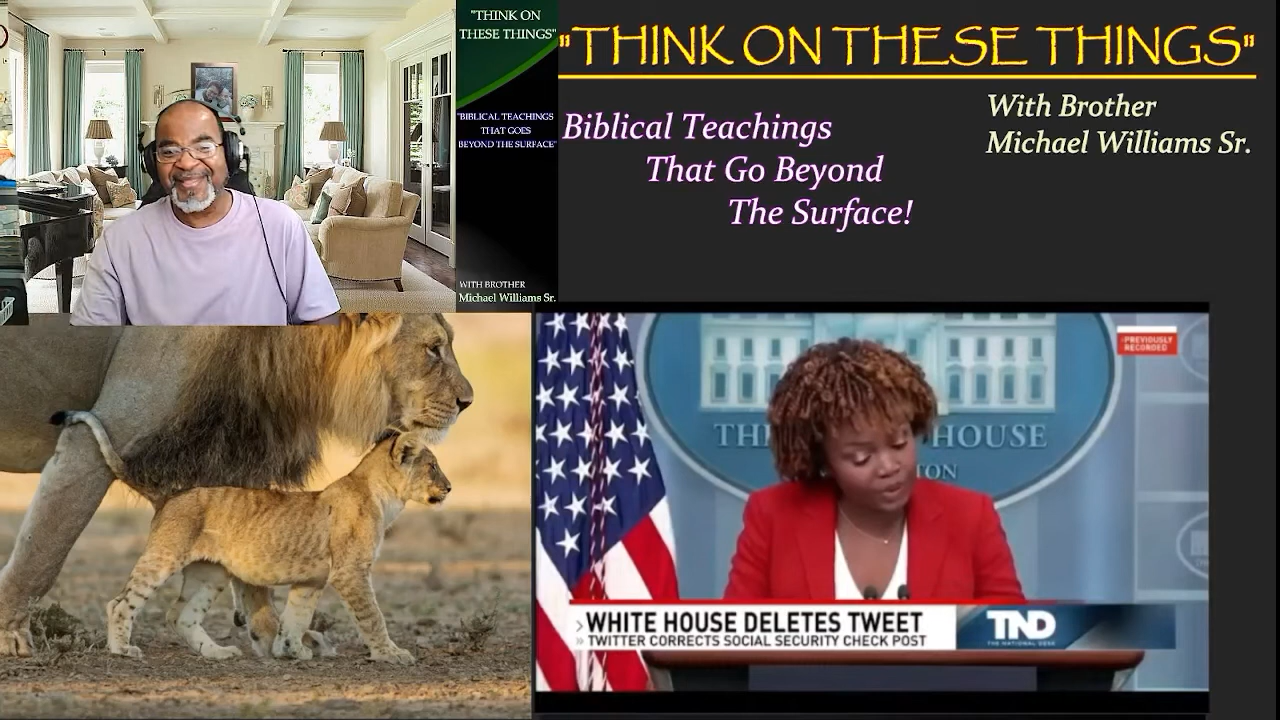 "THINK ON
THESE THINGS"
"BIBLICAL TEACHINGS
THAT GOES
BEYOND THE SURFACE"
WITH BROTHER
Michael Williams Sr.
"THINK ON THESE THINGS"
With Brother
Michael Williams Sr.
Biblical Teachings
That Go Beyond
The Surface!
-PREVIOUSLY
RECORDED
HOUSE
TON
WHITE HOUSE DELETES TWEET
TWITTER CORRECTS SOCIAL SECURITY CHECK POST
TND
THE NATIONAL DESK